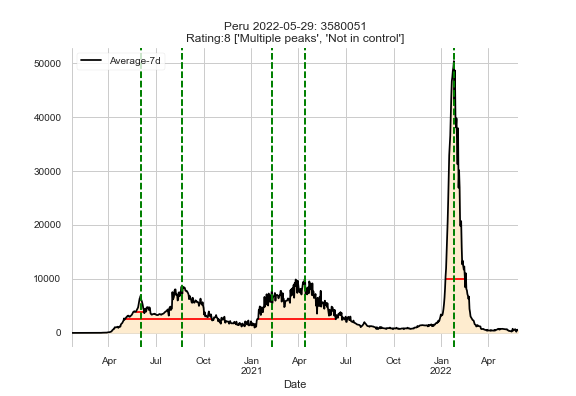 Peru 2022-05-29: 3580051
Rating:8 ['Multiple peaks', 'Not in control']
Average-7d
50000
40000
30000
20000
10000
0
Apr Jul Oct Jan Apr Jul Oct Jan Apr
2021 2022
Date